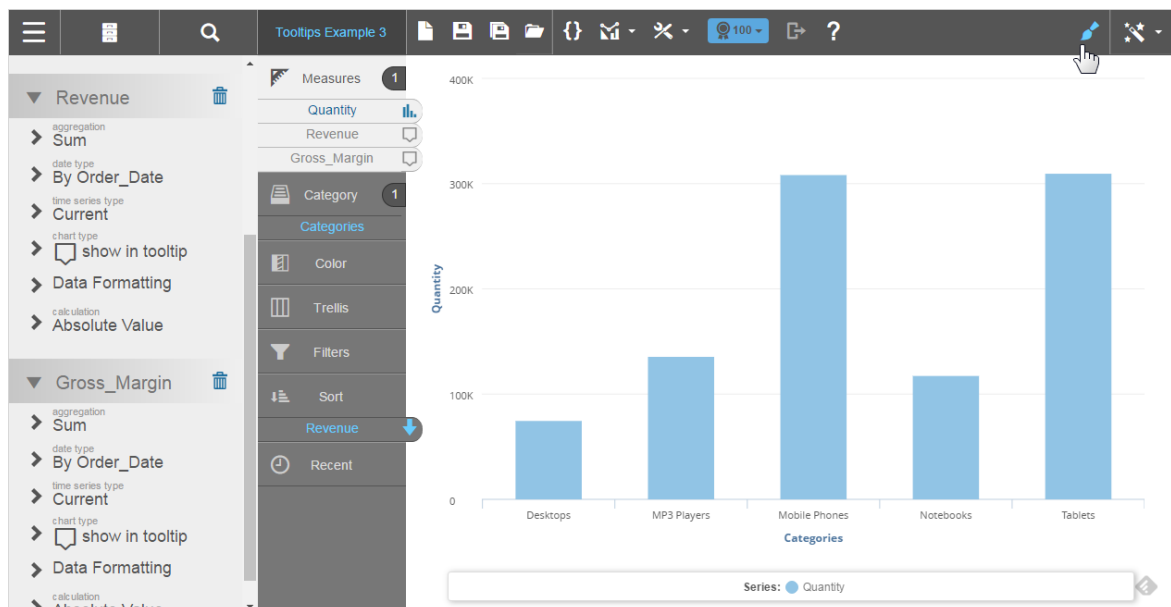 Tooltips Example 3
{}
100
?
Revenue
aggregation
Sum
date type
By Order_Date
time series type
Current
chart type
show in tooltip
Data Formatting
calculation
Absolute Value
Gross_Margin
aggregation
Sum
date type
By Order_Date
time series type
Current
chart type
show in tooltip
Data Formatting
calculation
Absolute Value
Measures 1
Quantity
Revenue
Gross_Margin
Category 1
Categories
Color
Trellis
Filters
Sort
Revenue
Recent
400K
300K
200K
100K
0
Quantity
Desktops MP3 Players Mobile Phones Notebooks Tablets
Categories
Series: Quantity